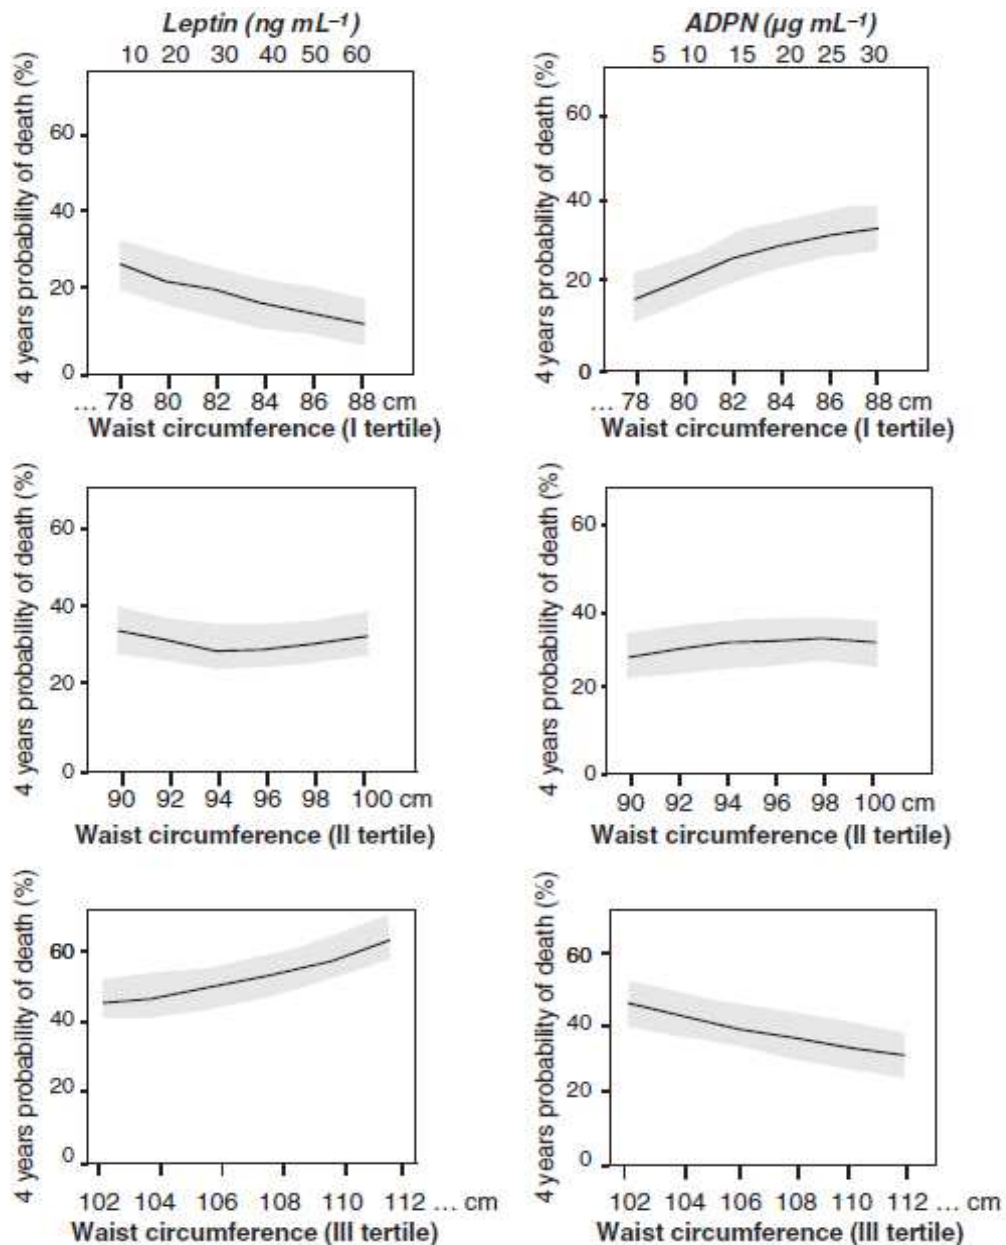 Leptin (ng mL⁻¹)
10 20 30 40 50 60
4 years probability of death (%)
60
40
20
0
... 78 80 82 84 86 88 cm
Waist circumference (I tertile)
ADPN (µg mL⁻¹)
5 10 15 20 25 30
4 years probability of death (%)
60
40
20
0
... 78 80 82 84 86 88 cm
Waist circumference (I tertile)
4 years probability of death (%)
60
40
20
0
90 92 94 96 98 100 cm
Waist circumference (II tertile)
4 years probability of death (%)
60
40
20
0
90 92 94 96 98 100 cm
Waist circumference (II tertile)
4 years probability of death (%)
60
40
20
0
102 104 106 108 110 112 ... cm
Waist circumference (III tertile)
4 years probability of death (%)
60
40
20
0
102 104 106 108 110 112 ... cm
Waist circumference (III tertile)